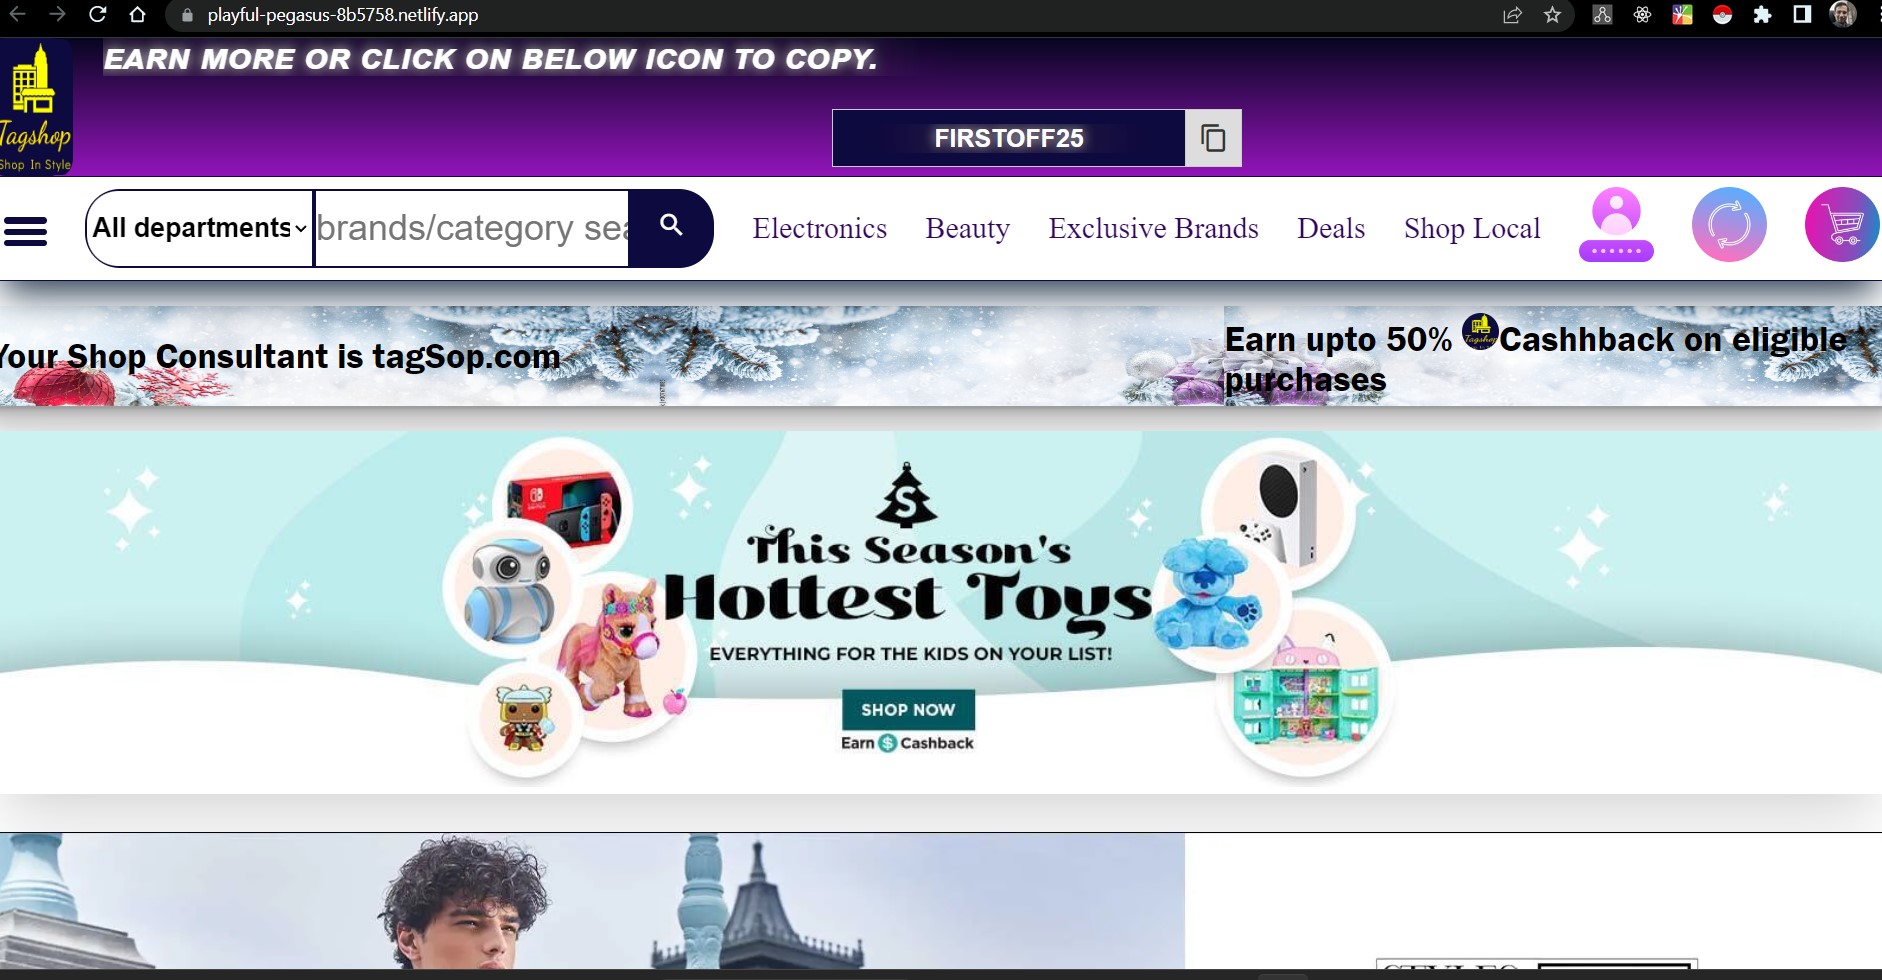 playful-pegasus-8b5758.netlify.app
EARN MORE OR CLICK ON BELOW ICON TO COPY.
Tagshop
Shop In Style
FIRSTOFF25
All departments
brands/category sea
Electronics
Beauty
Exclusive Brands
Deals
Shop Local
Your Shop Consultant is tagSop.com
Earn upto 50% Tagshop Cashhback on eligible
purchases
S
This Season's
Hottest Toys
EVERYTHING FOR THE KIDS ON YOUR LIST!
SHOP NOW
Earn $ Cashback